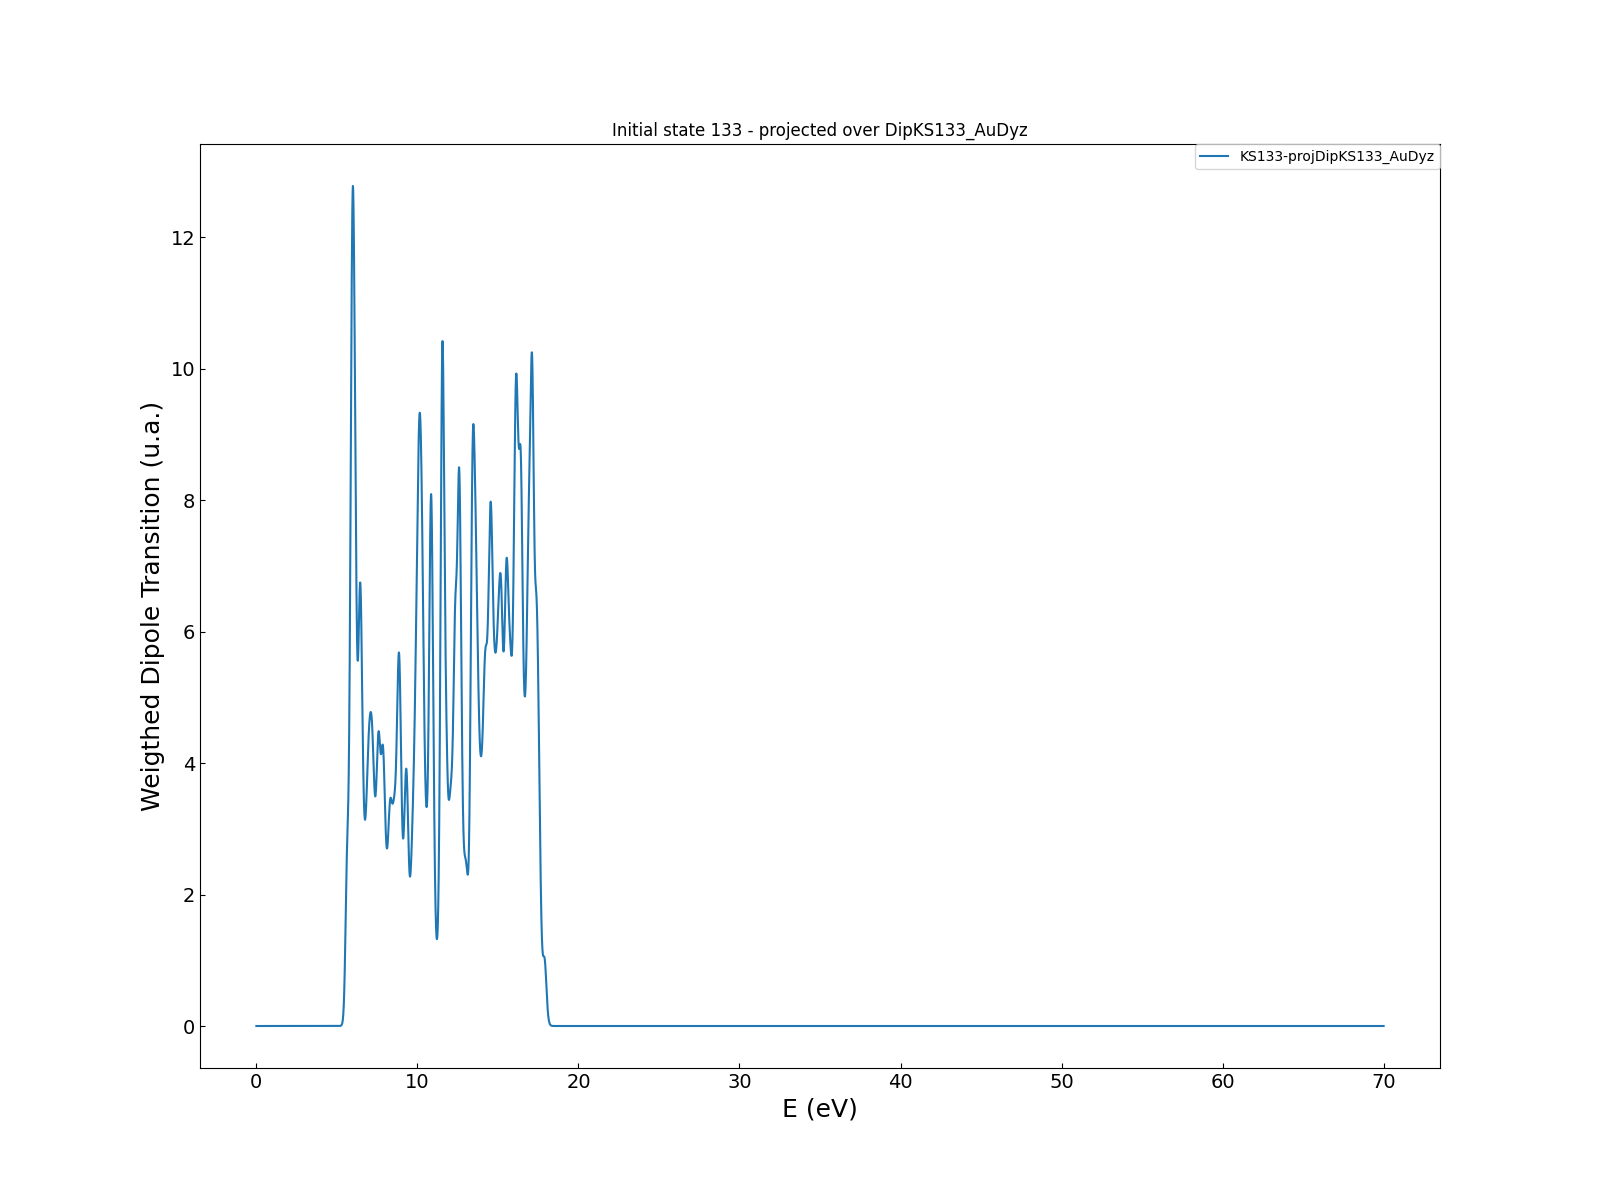 Initial state 133 - projected over DipKS133_AuDyz
KS133-projDipKS133_AuDyz
Weigthed Dipole Transition (u.a.)
12
10
8
6
4
2
0
0 10 20 30 40 50 60 70
E (eV)